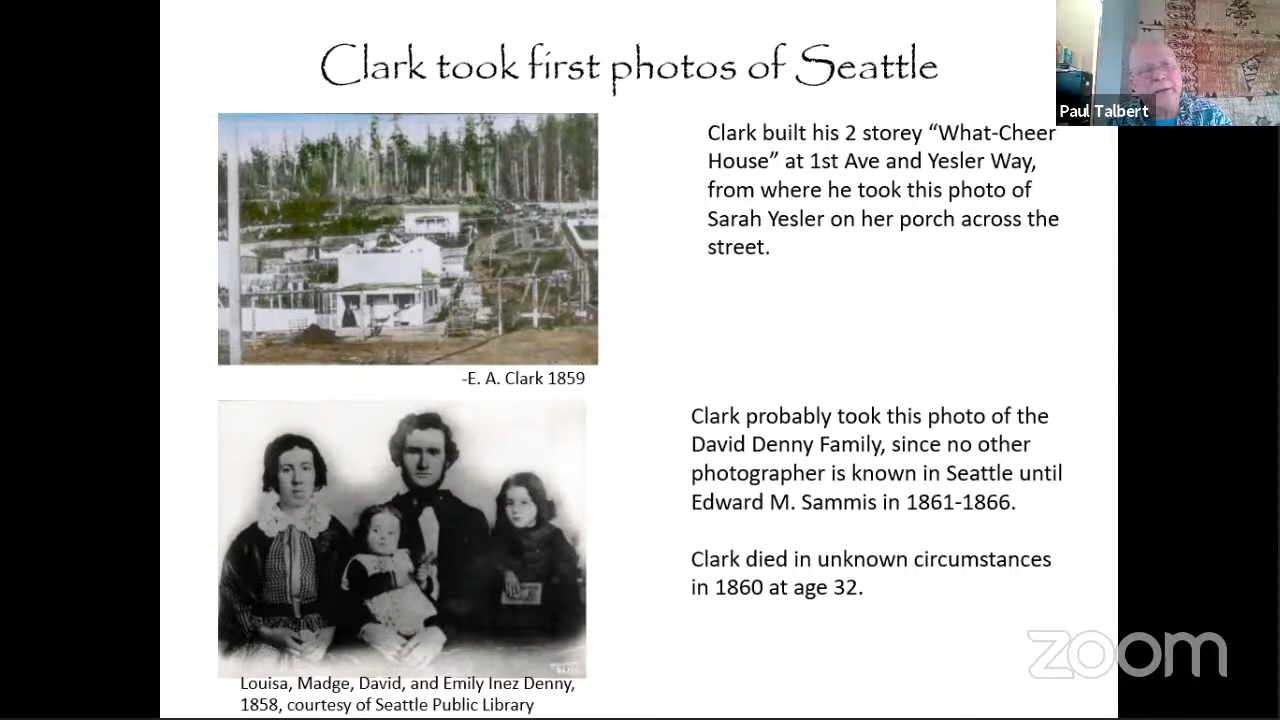 Clark took first photos of Seattle
Paul Talbert
Clark built his 2 storey “What-Cheer
House” at 1st Ave and Yesler Way,
from where he took this photo of
Sarah Yesler on her porch across the
street.
-E. A. Clark 1859
Clark probably took this photo of the
David Denny Family, since no other
photographer is known in Seattle until
Edward M. Sammis in 1861-1866.
Clark died in unknown circumstances
in 1860 at age 32.
Louisa, Madge, David, and Emily Inez Denny,
1858, courtesy of Seattle Public Library
zoom